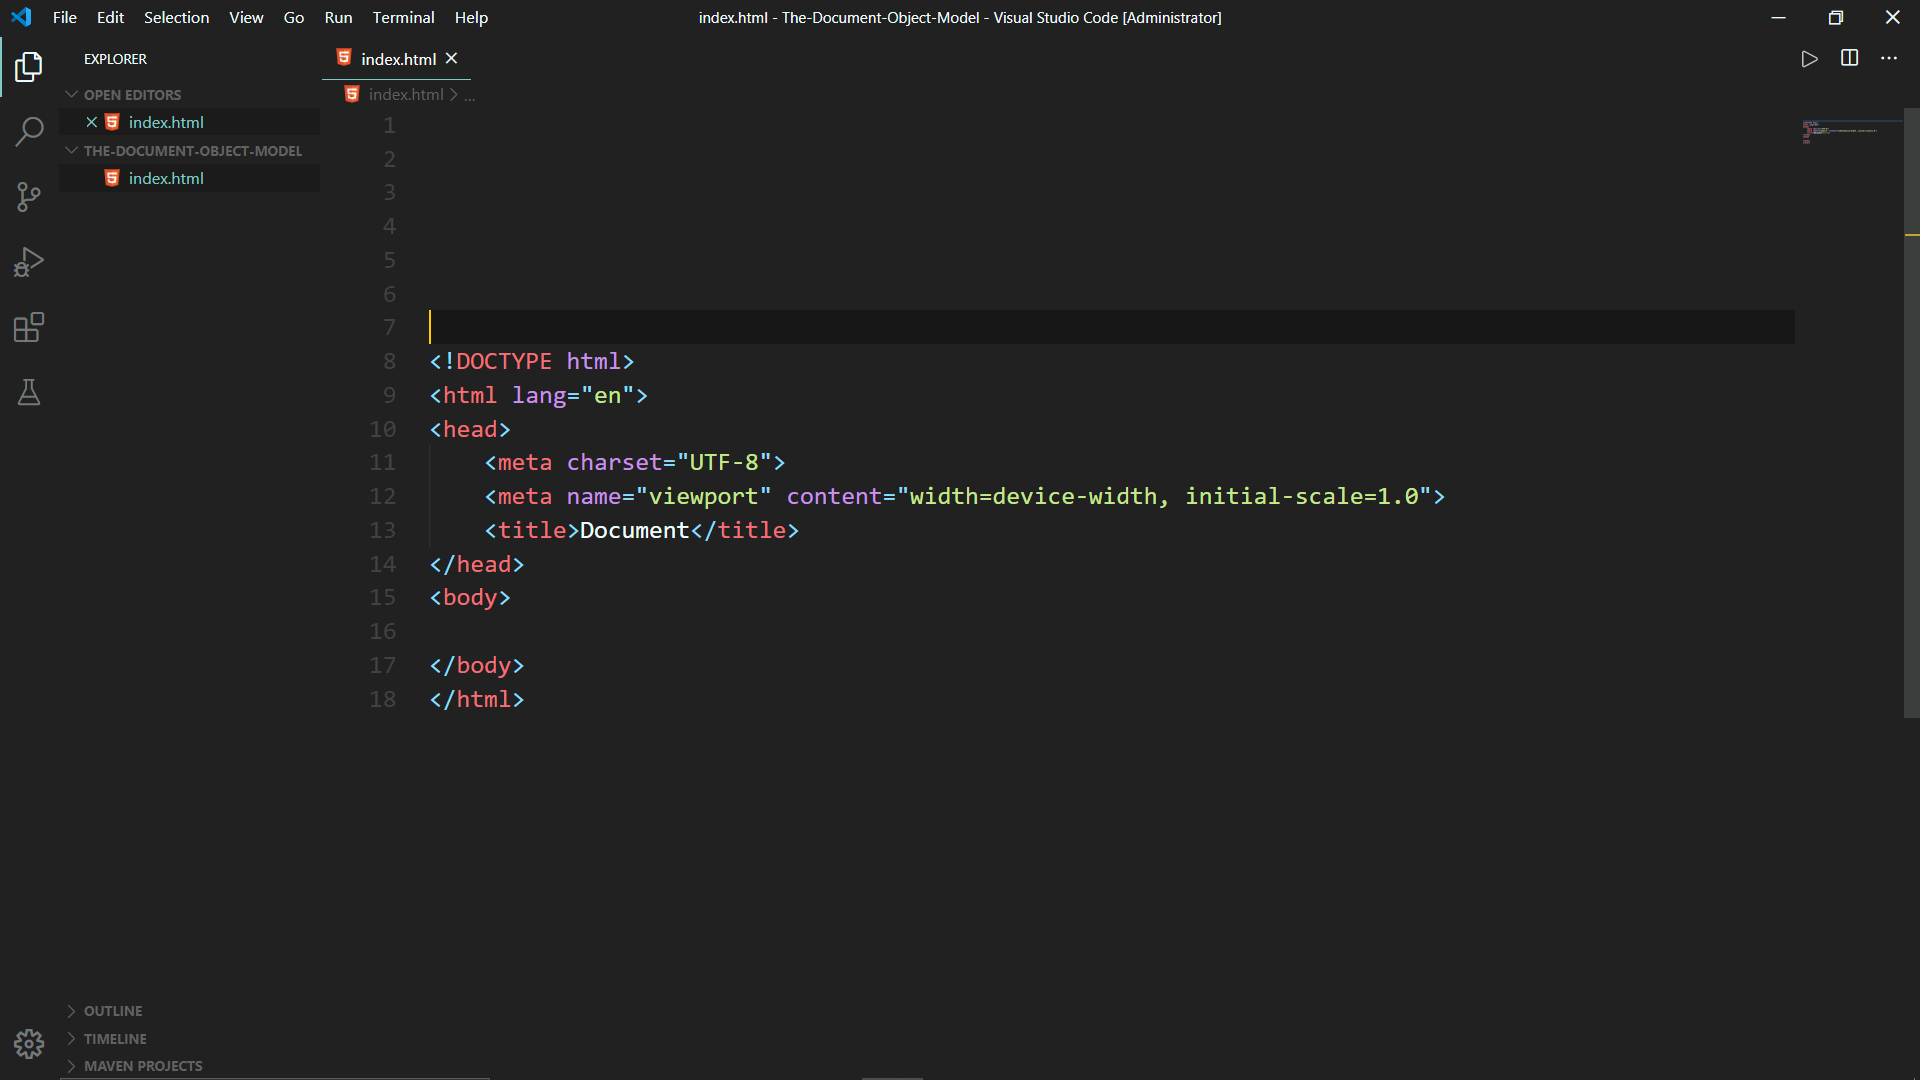 File Edit Selection View Go Run Terminal Help
index.html - The-Document-Object-Model - Visual Studio Code [Administrator]
EXPLORER
OPEN EDITORS
index.html
THE-DOCUMENT-OBJECT-MODEL
index.html
OUTLINE
TIMELINE
MAVEN PROJECTS
index.html
index.html > ...
1
2
3
4
5
6
7
8 <!DOCTYPE html>
9 <html lang="en">
10 <head>
11     <meta charset="UTF-8">
12     <meta name="viewport" content="width=device-width, initial-scale=1.0">
13     <title>Document</title>
14 </head>
15 <body>
16
17 </body>
18 </html>